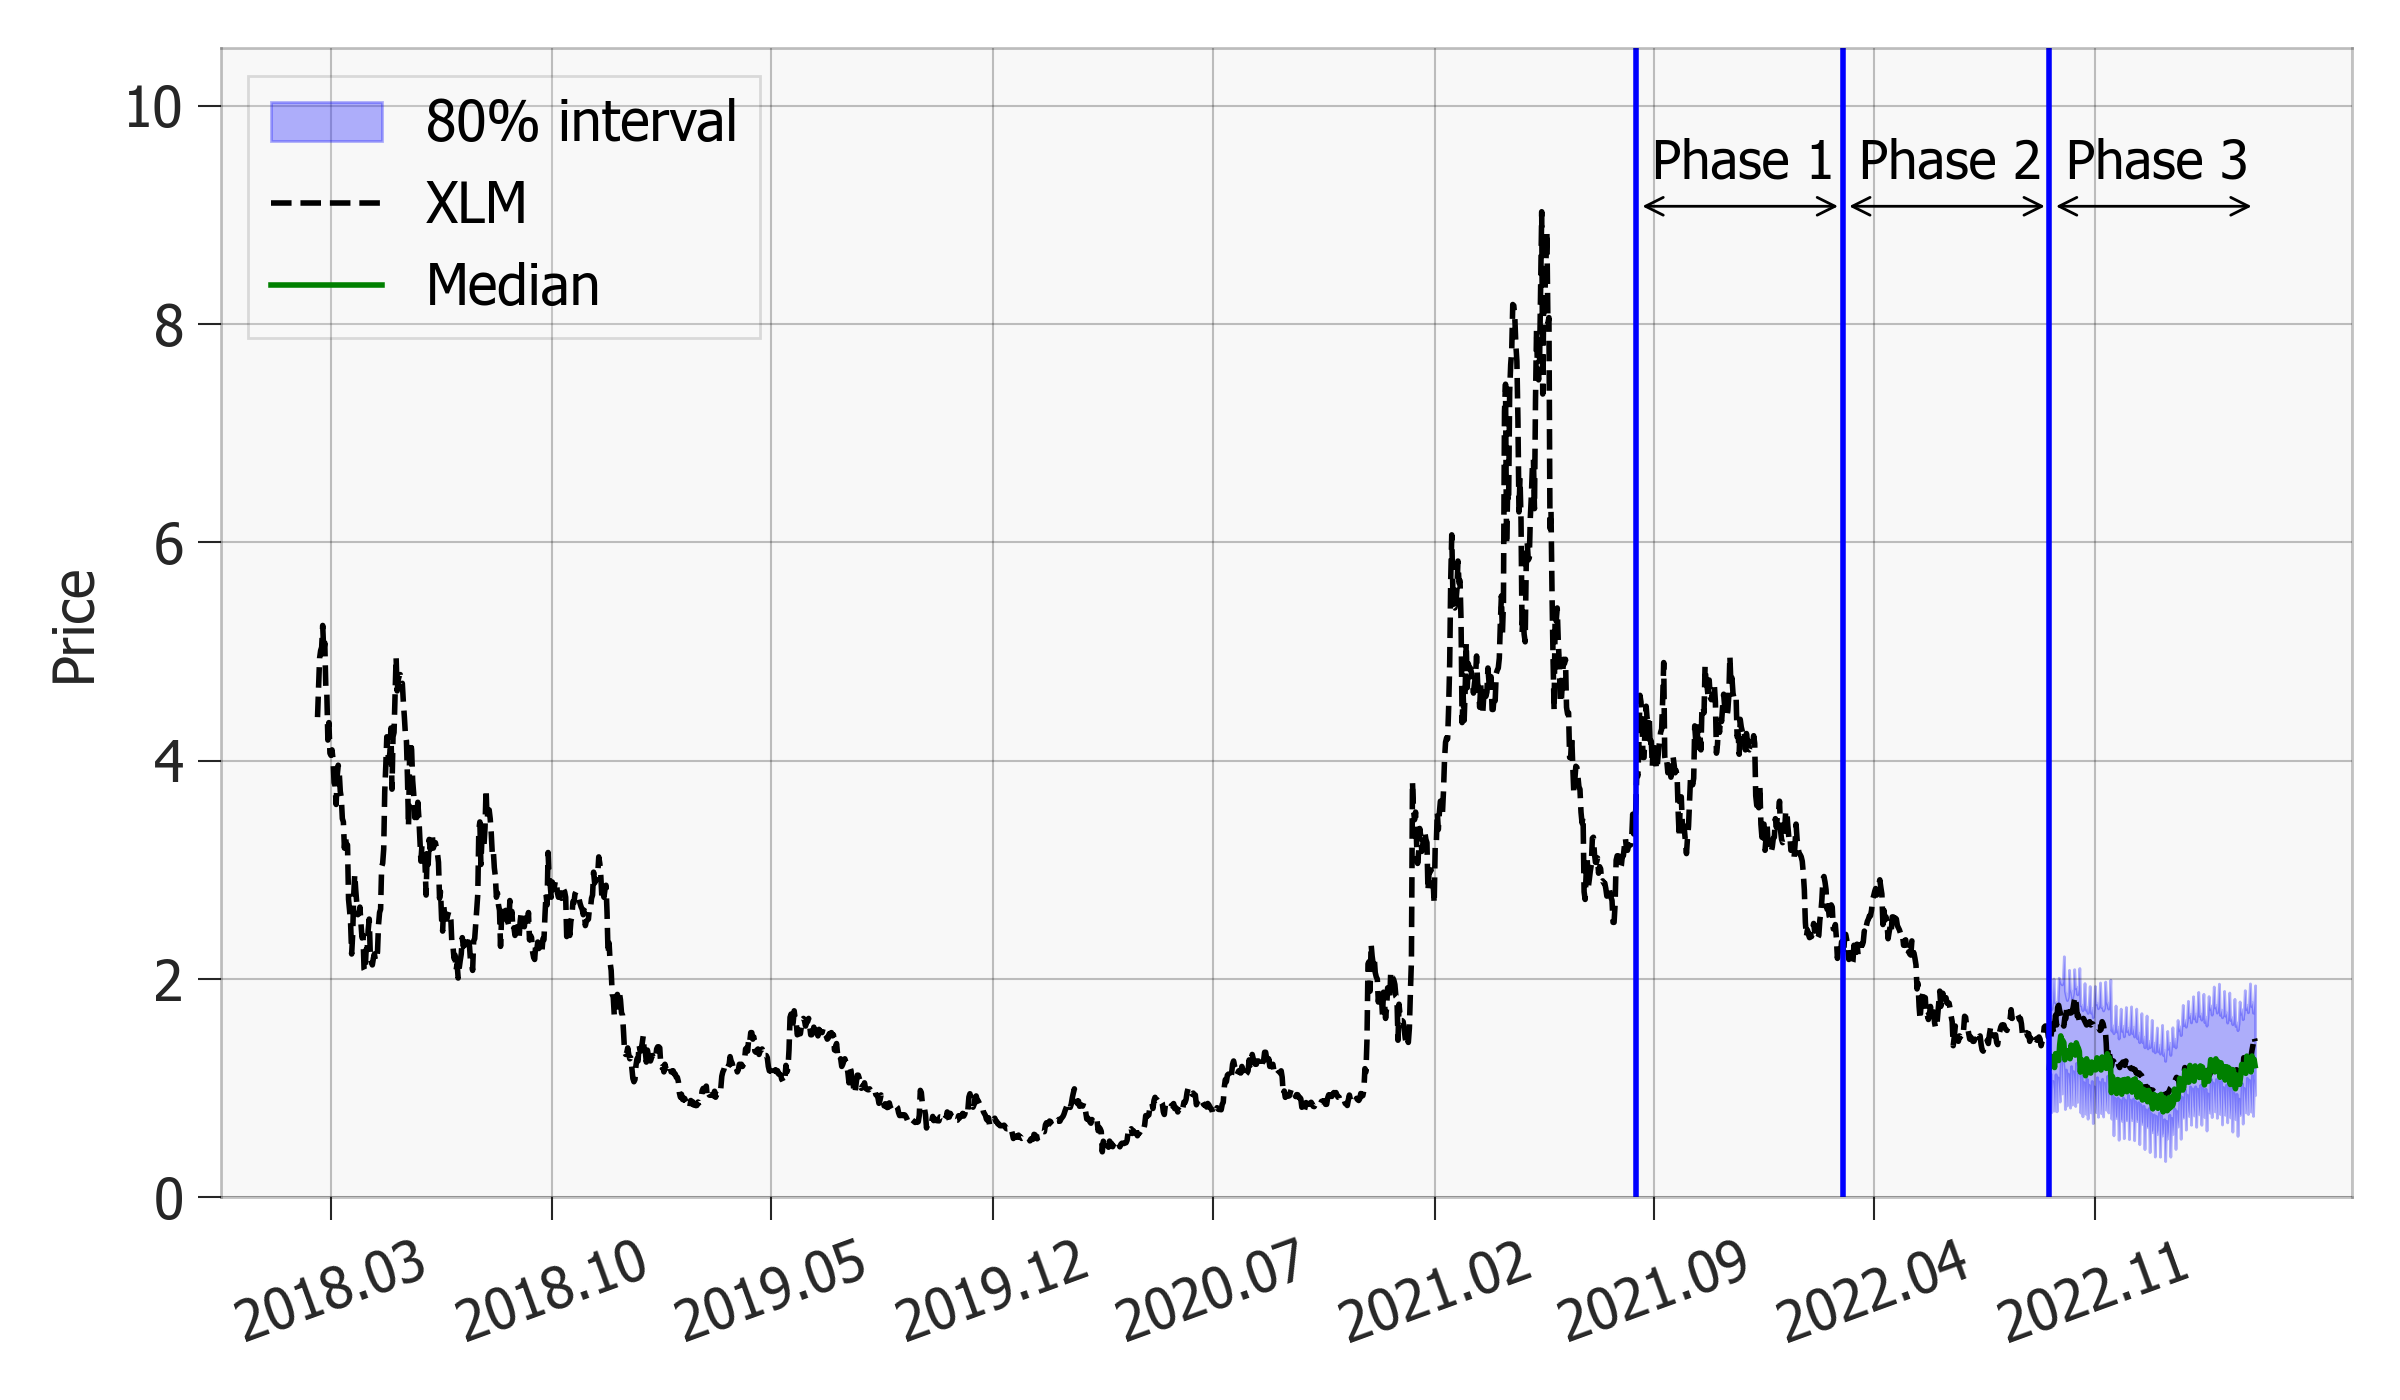 80% interval
XLM
Median
Phase 1
Phase 2
Phase 3
Price
10
8
6
4
2
0
2018.03
2018.10
2019.05
2019.12
2020.07
2021.02
2021.09
2022.04
2022.11